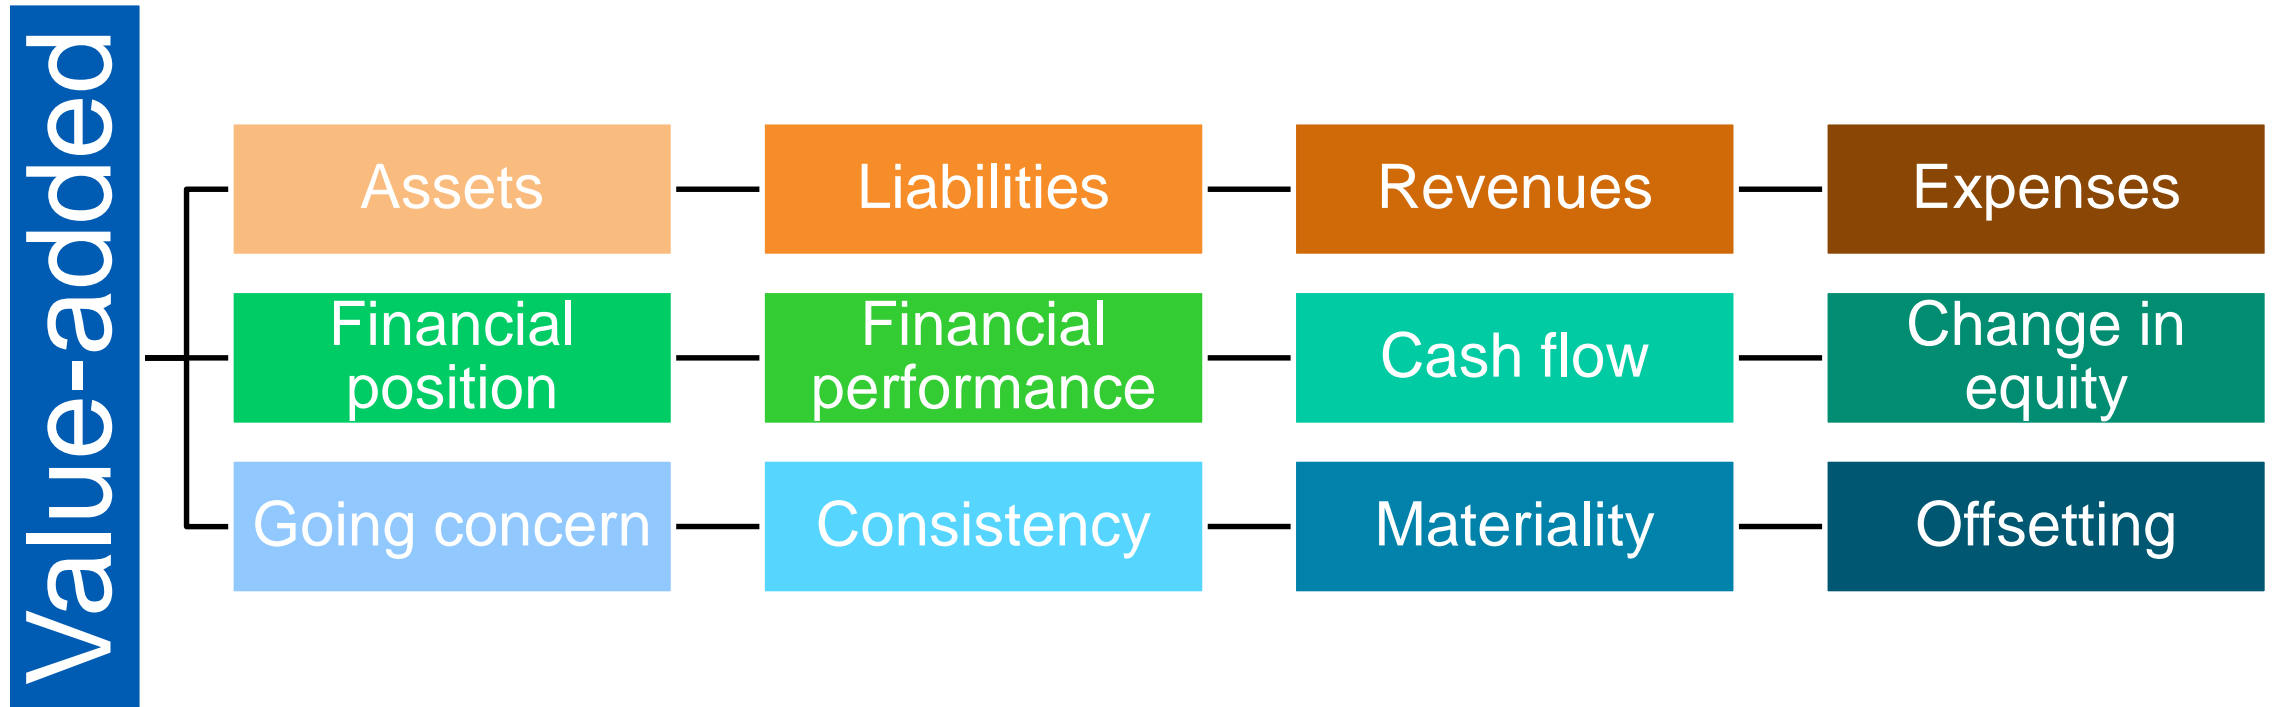 Value-added
Assets
Liabilities
Revenues
Expenses
Financial
position
Financial
performance
Cash flow
Change in
equity
Going concern
Consistency
Materiality
Offsetting